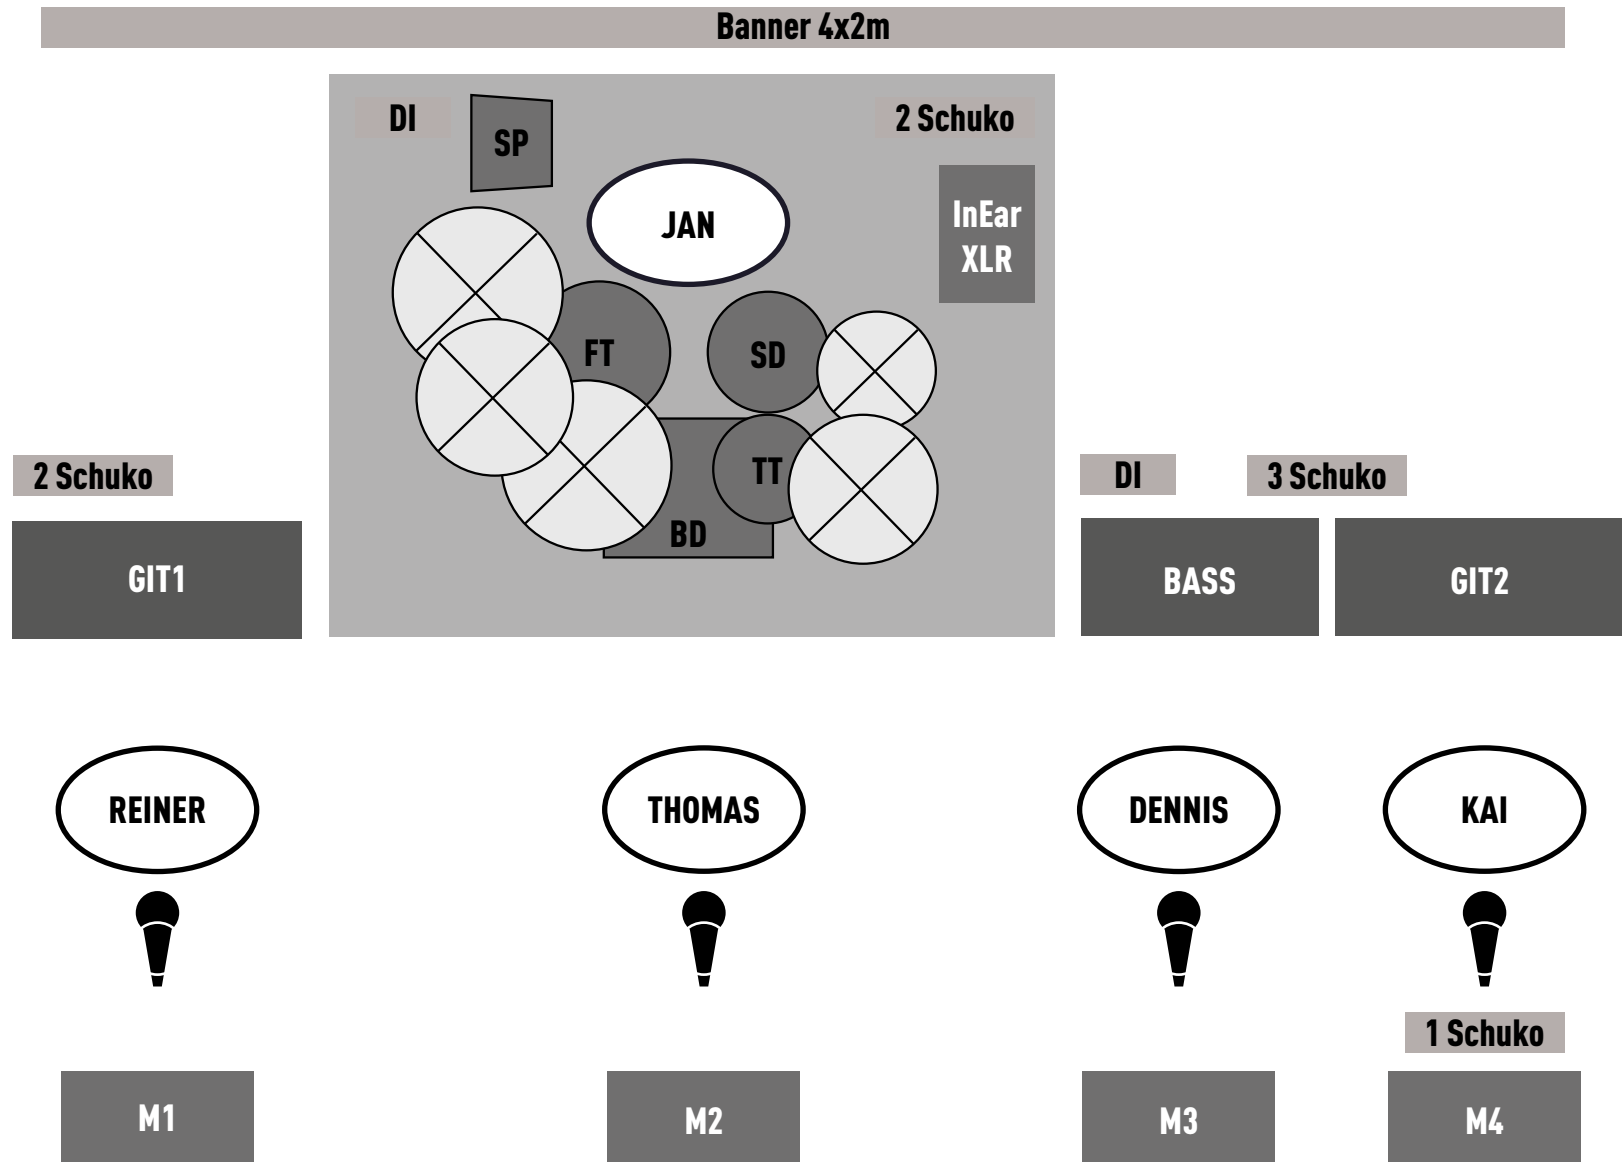 Banner 4x2m
DI
SP
2 Schuko
JAN
InEar
XLR
FT
SD
TT
BD
2 Schuko
DI
3 Schuko
GIT1
BASS
GIT2
REINER
THOMAS
DENNIS
KAI
1 Schuko
M1
M2
M3
M4